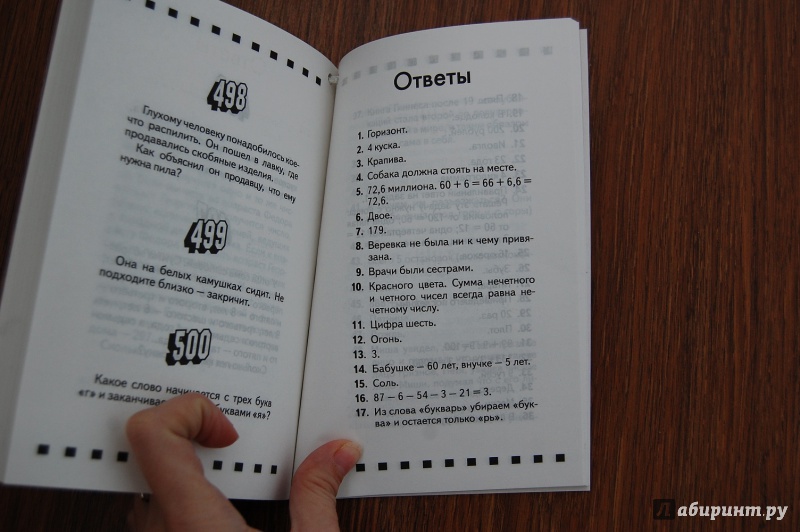 498
Глухому человеку понадобилось кое-
что распилить. Он пошел в лавку, где
продавались скобяные изделия.
Как объяснил он продавцу, что ему
нужна пила?
499
Она на белых камушках сидит. Не
подходите близко — закричит.
500
Какое слово начинается с трех букв
«г» и заканчивается буквами «я»?
Ответы
1. Горизонт.
2. 4 куска.
3. Крапива.
4. Собака должна стоять на месте.
5. 72,6 миллиона. 60 + 6 = 66 + 6,6 =
72,6.
6. Двое.
7. 179.
8. Веревка не была ни к чему привя-
зана.
9. Врачи были сестрами.
10. Красного цвета. Сумма нечетного
и четного чисел всегда равна не-
четному числу.
11. Цифра шесть.
12. Огонь.
13. 3.
14. Бабушке — 60 лет, внучке — 5 лет.
15. Соль.
16. 87 – 6 – 54 – 3 – 21 = 3.
17. Из слова «букварь» убираем «бук-
ва» и остается только «рь».
Лабиринт.ру